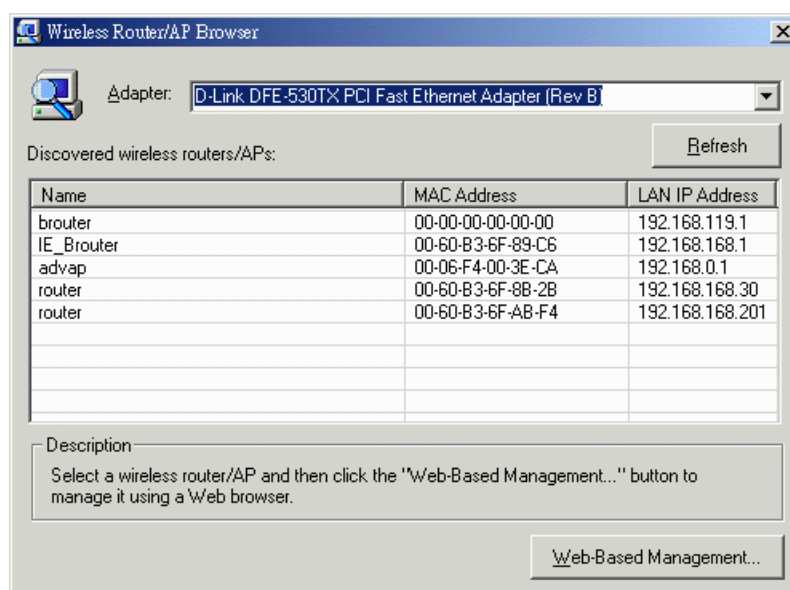 Wireless Router/AP Browser
Adapter: D-Link DFE-530TX PCI Fast Ethernet Adapter (Rev B)
Refresh
Discovered wireless routers/APs:
Name MAC Address LAN IP Address
brouter 00-00-00-00-00-00 192.168.119.1
IE_Brouter 00-60-B3-6F-89-C6 192.168.168.1
advap 00-06-F4-00-3E-CA 192.168.0.1
router 00-60-B3-6F-8B-2B 192.168.168.30
router 00-60-B3-6F-AB-F4 192.168.168.201
Description
Select a wireless router/AP and then click the "Web-Based Management..." button to
manage it using a Web browser.
Web-Based Management...